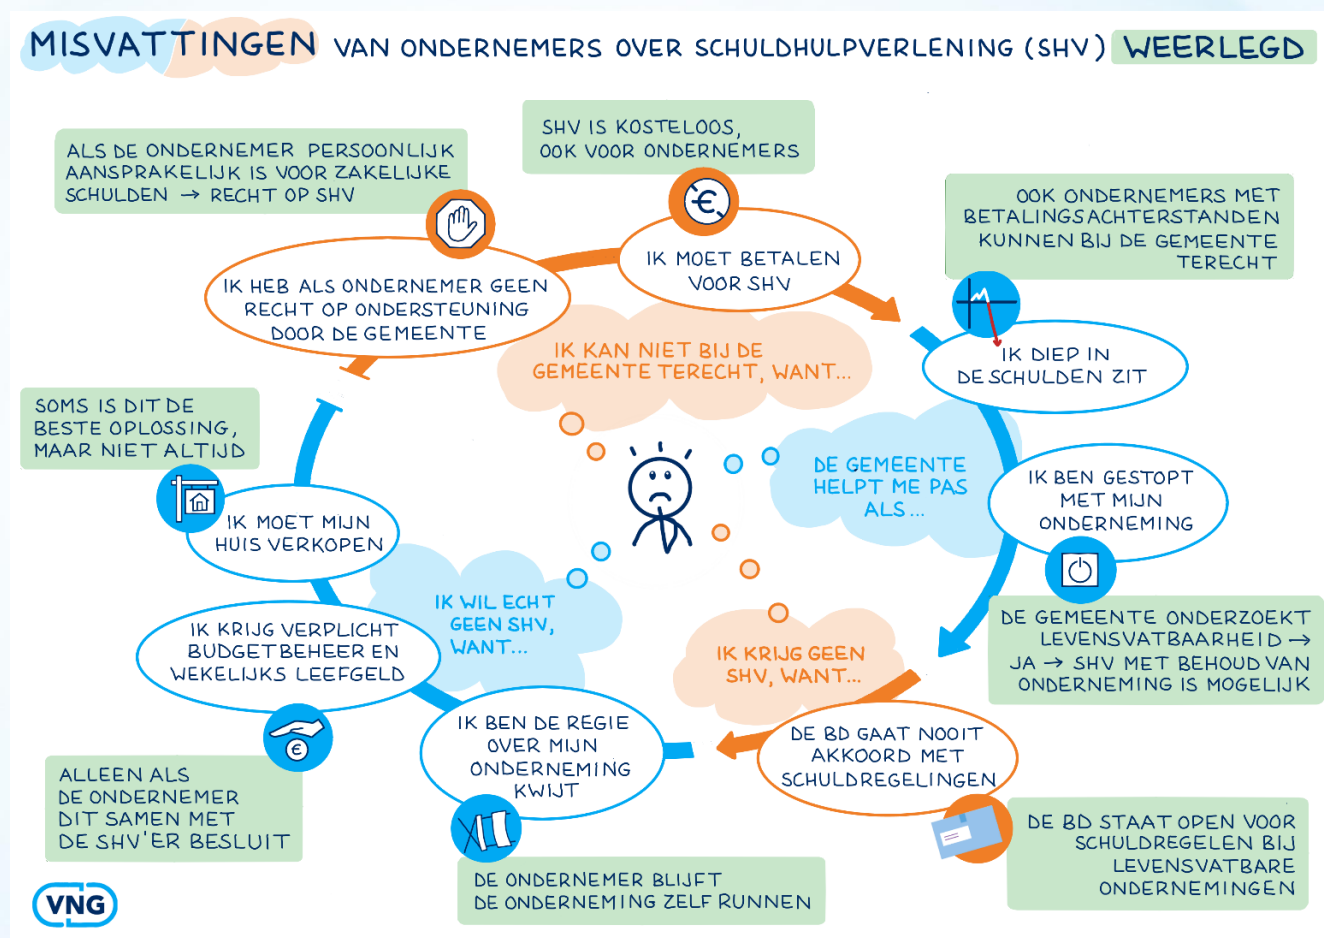 MISVATTINGEN VAN ONDERNEMERS OVER SCHULDHULPVERLENING (SHV) WEERLEGD
ALS DE ONDERNEMER PERSOONLIJK
AANSPRAKELIJK IS VOOR ZAKELIJKE
SCHULDEN → RECHT OP SHV
IK HEB ALS ONDERNEMER GEEN
RECHT OP ONDERSTEUNING
DOOR DE GEMEENTE
SHV IS KOSTELOOS,
OOK VOOR ONDERNEMERS
€
IK MOET BETALEN
VOOR SHV
IK KAN NIET BIJ DE
GEMEENTE TERECHT, WANT...
OOK ONDERNEMERS MET
BETALINGSACHTERSTANDEN
KUNNEN BIJ DE GEMEENTE
TERECHT
IK DIEP IN
DE SCHULDEN ZIT
DE GEMEENTE
HELPT ME PAS
ALS...
IK BEN GESTOPT
MET MIJN
ONDERNEMING
DE GEMEENTE ONDERZOEKT
LEVENSVATBAARHEID →
JA → SHV MET BEHOUD VAN
ONDERNEMING IS MOGELIJK
IK KRIJG GEEN
SHV, WANT...
DE BD GAAT NOOIT
AKKOORD MET
SCHULDREGELINGEN
DE BD STAAT OPEN VOOR
SCHULDREGELEN BIJ
LEVENSVATBARE
ONDERNEMINGEN
IK WIL ECHT
GEEN SHV,
WANT...
IK BEN DE REGIE
OVER MIJN
ONDERNEMING
KWIJT
DE ONDERNEMER BLIJFT
DE ONDERNEMING ZELF RUNNEN
IK KRIJG VERPLICHT
BUDGETBEHEER EN
WEKELIJKS LEEFGELD
€
ALLEEN ALS
DE ONDERNEMER
DIT SAMEN MET
DE SHV'ER BESLUIT
IK MOET MIJN
HUIS VERKOPEN
SOMS IS DIT DE
BESTE OPLOSSING,
MAAR NIET ALTIJD
VNG